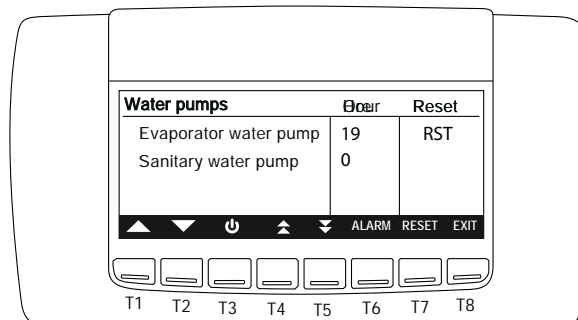 Water pumps Hour Reset
Evaporator water pump 19 RST
Sanitary water pump 0
ALARM RESET EXIT
T1 T2 T3 T4 T5 T6 T7 T8